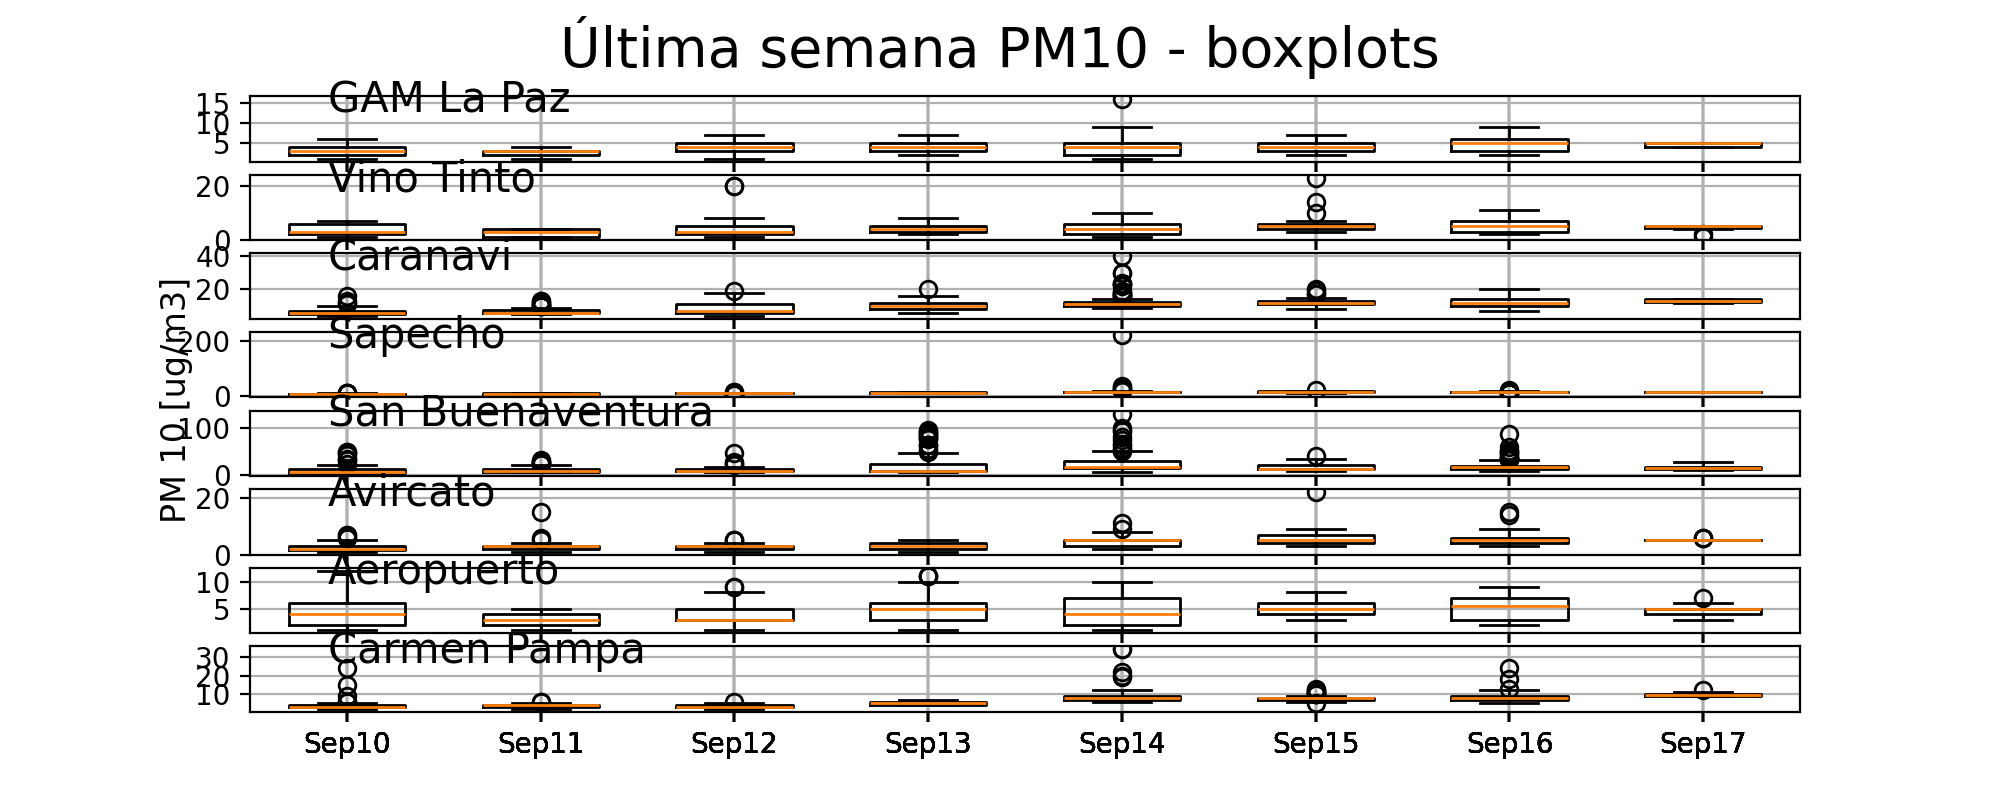 Última semana PM10 - boxplots
GAM La Paz
15
10
5
Vino Tinto
20
0
Caranavi
40
20
Sapecho
200
0
PM 10 [ug/m3]
San Buenaventura
100
0
Avircato
20
0
Aeropuerto
10
5
Carmen Pampa
30
20
10
Sep10 Sep11 Sep12 Sep13 Sep14 Sep15 Sep16 Sep17